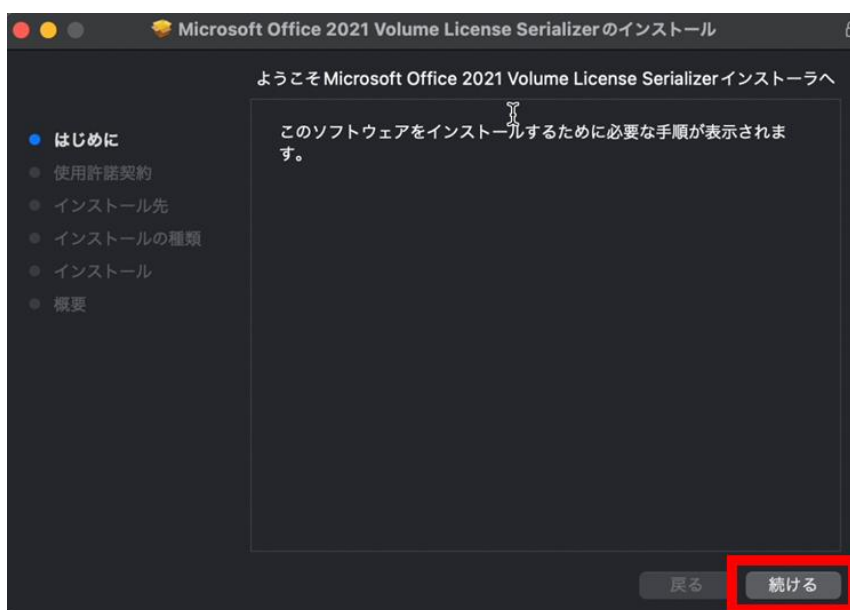 Microsoft Office 2021 Volume License Serializerのインストール
ようこそMicrosoft Office 2021 Volume License Serializerインストーラへ
はじめに
使用許諾契約
インストール先
インストールの種類
インストール
概要
このソフトウェアをインストールするために必要な手順が表示されま
す。
戻る
続ける